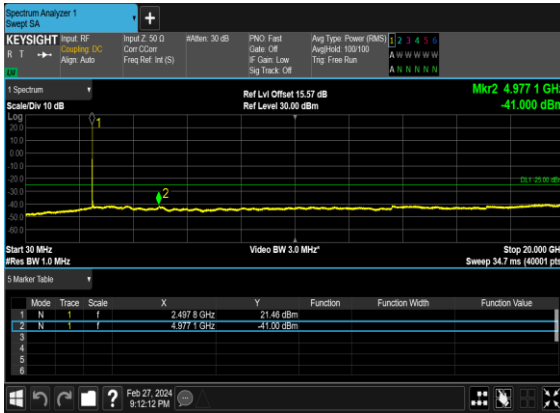 Spectrum Analyzer 1
Swept SA
KEYSIGHT
R T
Input: RF
Coupling: DC
Align: Auto
Input Z: 50 Ω
Corr CCorr
Freq Ref: Int (S)
#Atten: 30 dB
PNO: Fast
Gate: Off
IF Gain: Low
Sig Track: Off
Avg Type: Power (RMS)
Avg|Hold: 100/100
Trig: Free Run
1 2 3 4 5 6
A W W W W W
A N N N N N
1 Spectrum
Scale/Div 10 dB
Ref Lvl Offset 15.57 dB
Ref Level 30.00 dBm
Mkr2 4.977 1 GHz
-41.000 dBm
Log
20.0
10.0
0.00
-10.0
-20.0
-30.0
-40.0
-50.0
-60.0
1
2
DL1 -25.00 dBm
Start 30 MHz
#Res BW 1.0 MHz
Video BW 3.0 MHz*
Stop 20.000 GHz
Sweep 34.7 ms (40001 pts)
5 Marker Table
Mode Trace Scale X Y Function Function Width Function Value
1 N 1 f 2.497 8 GHz 21.46 dBm
2 N 1 f 4.977 1 GHz -41.00 dBm
3
4
5
6
Feb 27, 2024
9:12:12 PM